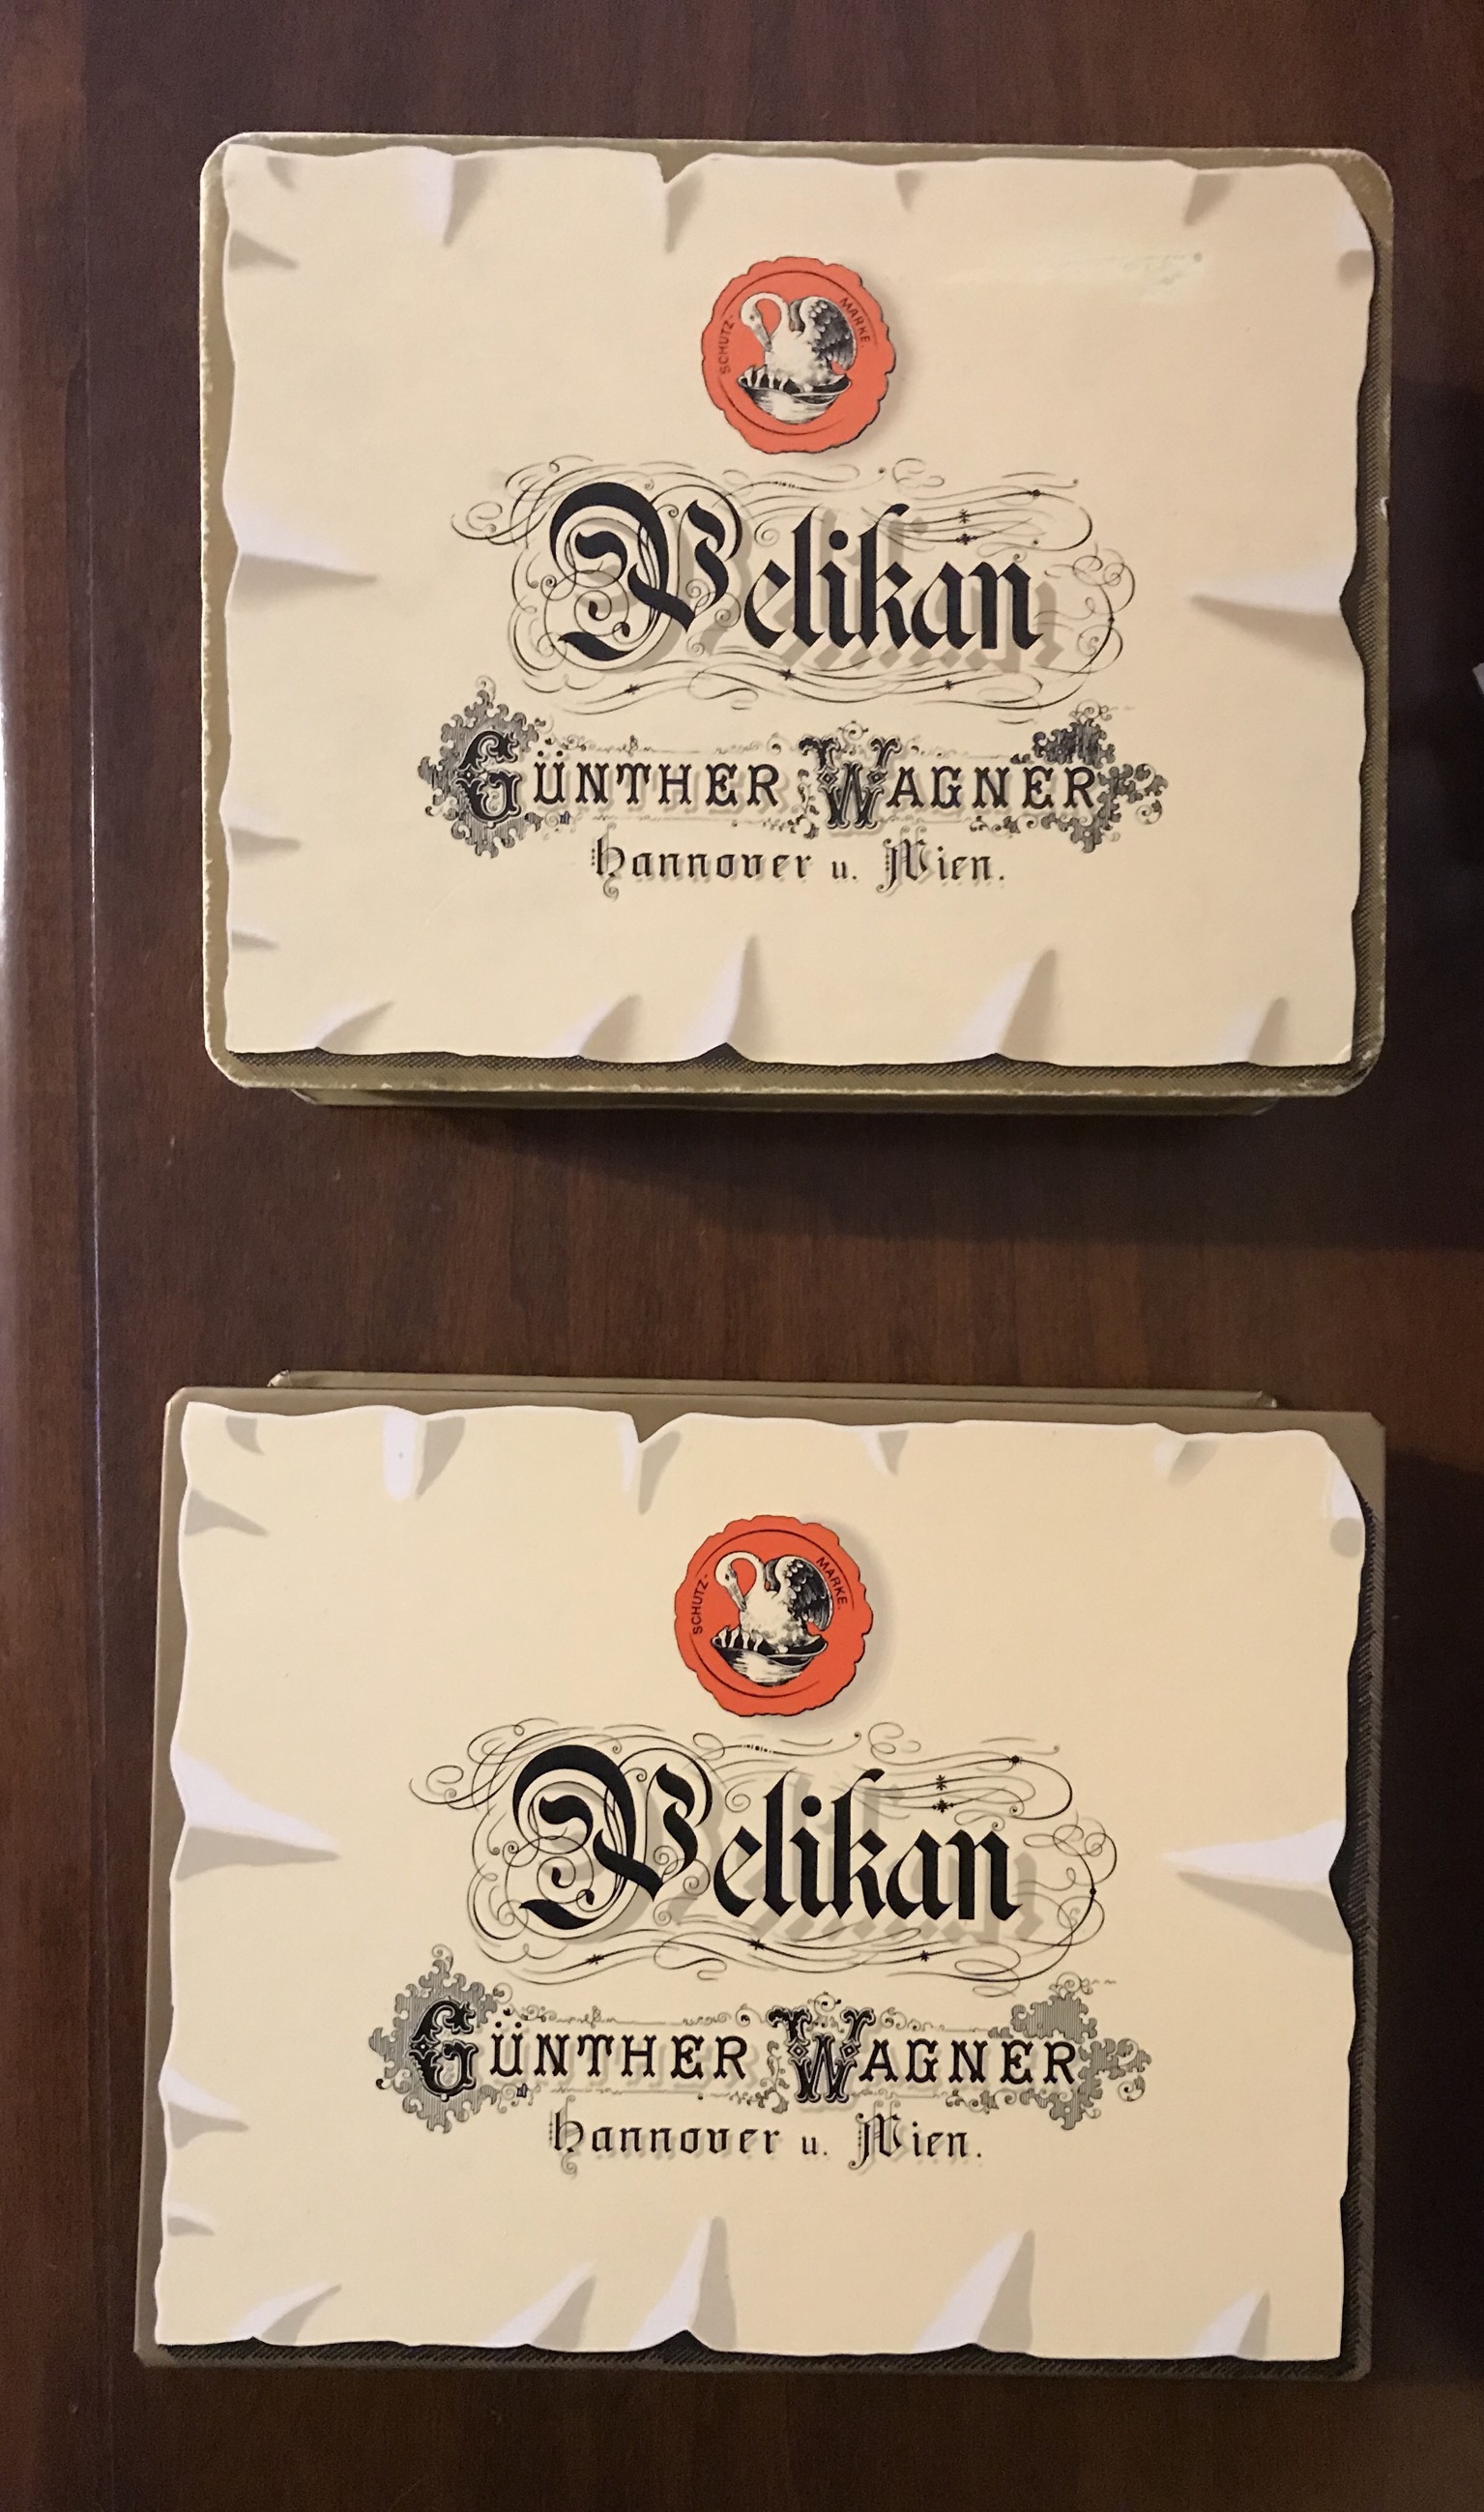 SCHUTZ- MARKE.
Pelikan
GÜNTHER WAGNER
Hannover u. Wien.
SCHUTZ- MARKE.
Pelikan
GÜNTHER WAGNER
Hannover u. Wien.